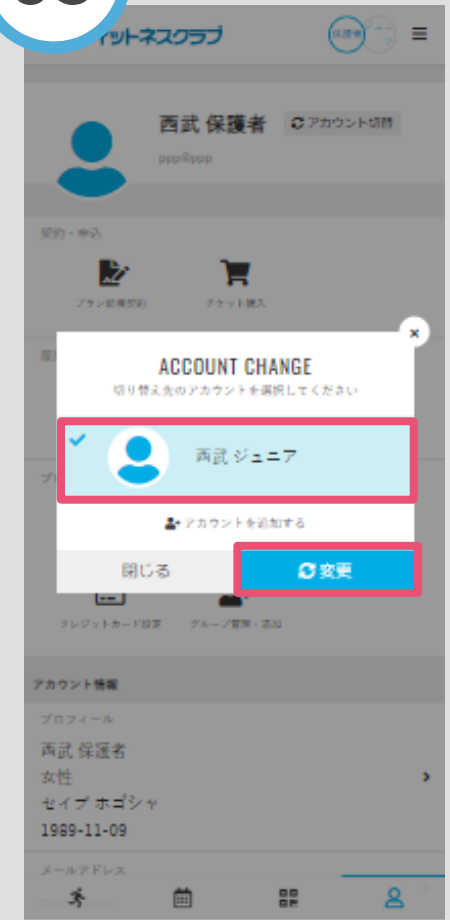 ィットネスクラブ
保護者
西武 保護者
アカウント切替
ppp@ppp
契約・申込
プラン新規契約 チケット購入
ACCOUNT CHANGE
切り替え先のアカウントを選択してください
西武 ジュニア
アカウントを追加する
閉じる 変更
クレジットカード設定 グループ管理・追加
アカウント情報
プロフィール
西武 保護者
女性
セイブ ホゴシャ
1989-11-09
メールアドレス